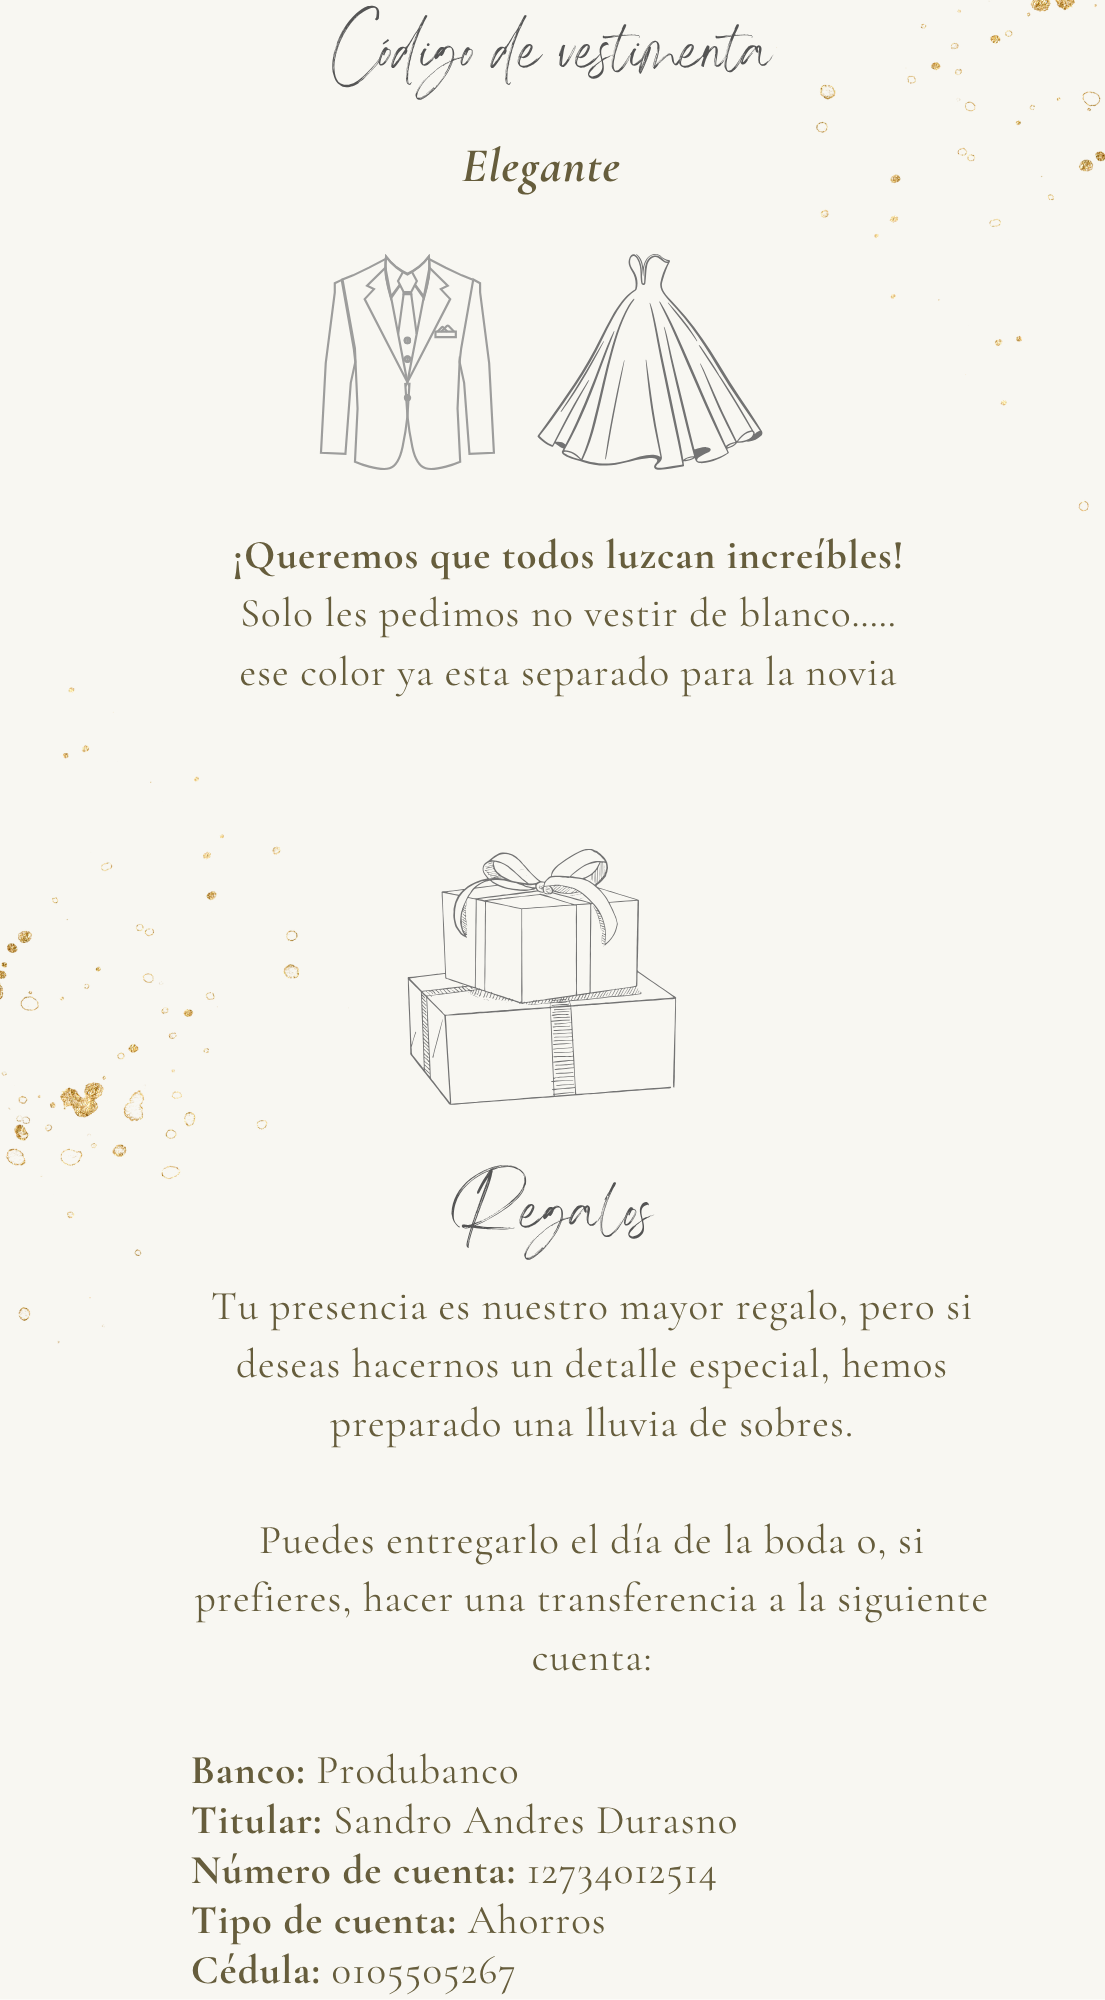 Código de vestimenta
Elegante
¡Queremos que todos luzcan increíbles!
Solo les pedimos no vestir de blanco.....
ese color ya esta separado para la novia
Regalos
Tu presencia es nuestro mayor regalo, pero si
deseas hacernos un detalle especial, hemos
preparado una lluvia de sobres.
Puedes entregarlo el día de la boda o, si
prefieres, hacer una transferencia a la siguiente
cuenta:
Banco: Produbanco
Titular: Sandro Andres Durasno
Número de cuenta: 12734012514
Tipo de cuenta: Ahorros
Cédula: 0105505267